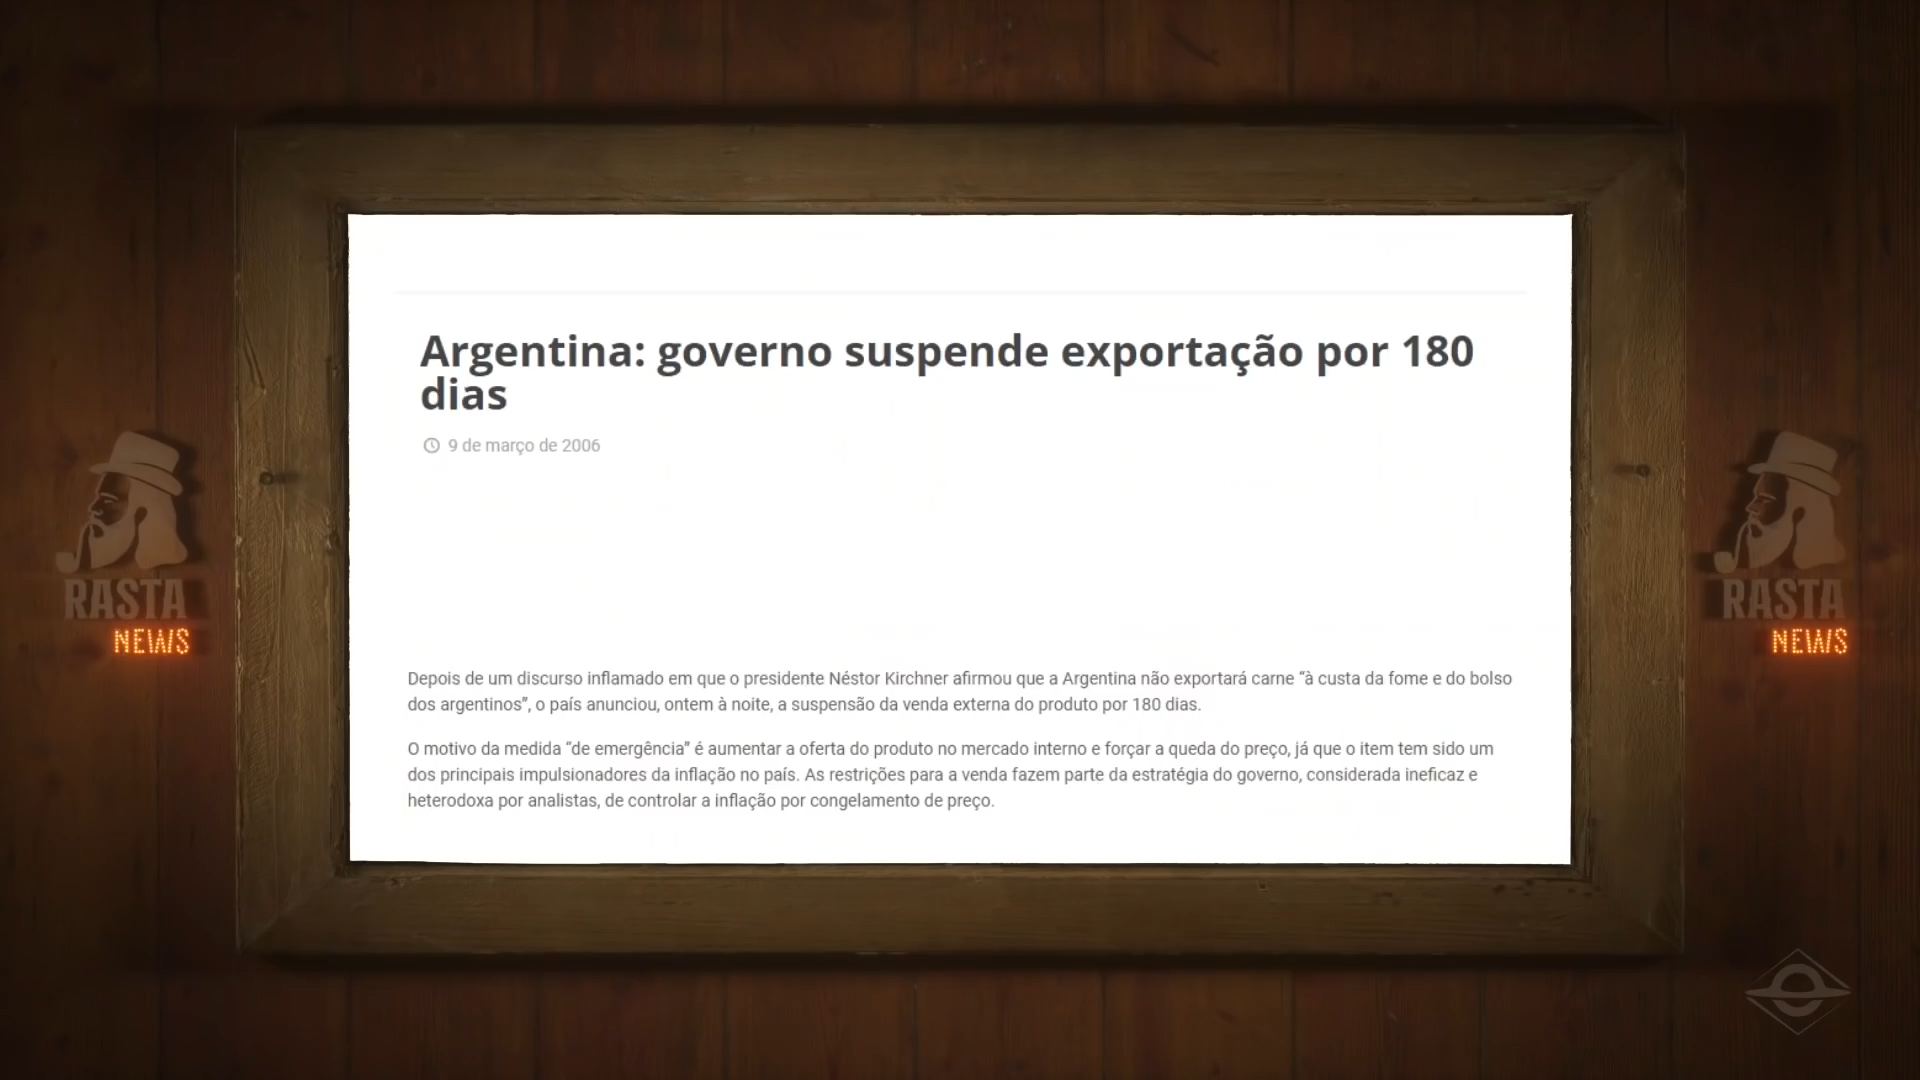 Argentina: governo suspende exportação por 180
dias
9 de março de 2006
Depois de um discurso inflamado em que o presidente Néstor Kirchner afirmou que a Argentina não exportará carne “à custa da fome e do bolso
dos argentinos”, o país anunciou, ontem à noite, a suspensão da venda externa do produto por 180 dias.
O motivo da medida “de emergência” é aumentar a oferta do produto no mercado interno e forçar a queda do preço, já que o item tem sido um
dos principais impulsionadores da inflação no país. As restrições para a venda fazem parte da estratégia do governo, considerada ineficaz e
heterodoxa por analistas, de controlar a inflação por congelamento de preço.
RASTA
NEWS
RASTA
NEWS